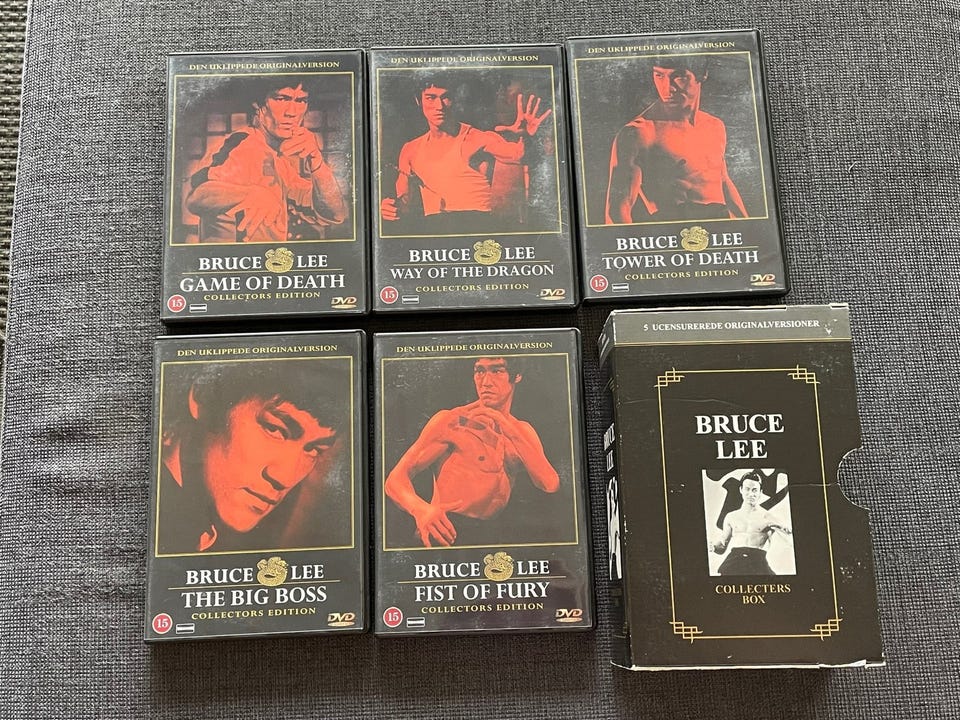 DEN UKLIPPEDE ORIGINALVERSION
BRUCE LEE
GAME OF DEATH
COLLECTORS EDITION
15
DVD
DEN UKLIPPEDE ORIGINALVERSION
BRUCE LEE
WAY OF THE DRAGON
COLLECTORS EDITION
15
DVD
DEN UKLIPPEDE ORIGINALVERSION
BRUCE LEE
TOWER OF DEATH
COLLECTORS EDITION
15
DVD
DEN UKLIPPEDE ORIGINALVERSION
BRUCE LEE
THE BIG BOSS
COLLECTORS EDITION
15
DVD
DEN UKLIPPEDE ORIGINALVERSION
BRUCE LEE
FIST OF FURY
COLLECTORS EDITION
15
DVD
5 UCENSUREREDE ORIGINALVERSIONER
BRUCE
LEE
COLLECTERS
BOX
BRUCE
LEE